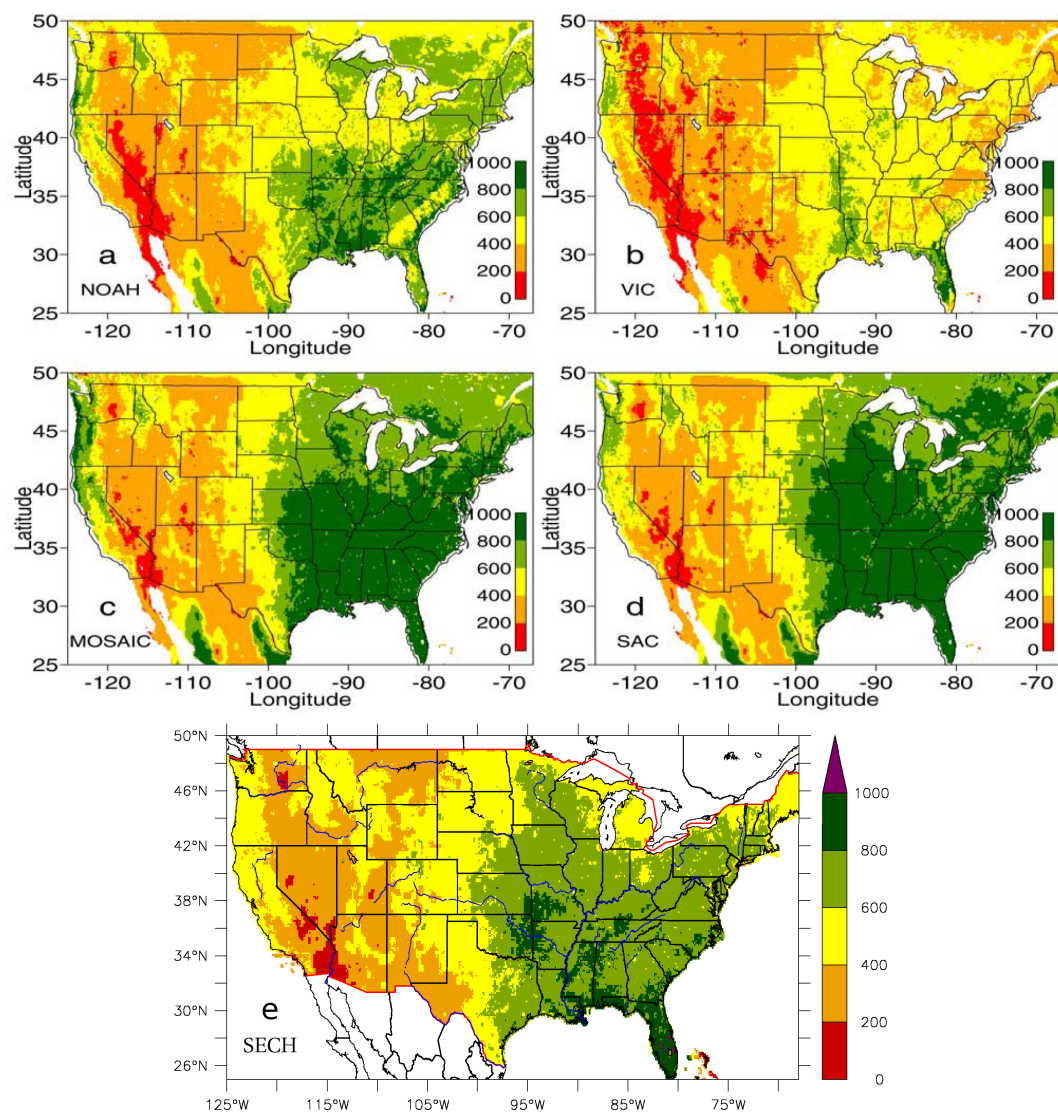 50
45
40
35
30
25
Latitude
a
NOAH
1000
800
600
400
200
0
-120 -110 -100 -90 -80 -70
Longitude
50
45
40
35
30
25
Latitude
b
VIC
1000
800
600
400
200
0
-120 -110 -100 -90 -80 -70
Longitude
50
45
40
35
30
25
Latitude
c
MOSAIC
1000
800
600
400
200
0
-120 -110 -100 -90 -80 -70
Longitude
50
45
40
35
30
25
Latitude
d
SAC
1000
800
600
400
200
0
-120 -110 -100 -90 -80 -70
Longitude
50°N
46°N
42°N
38°N
34°N
30°N
26°N
e
SECH
1000
800
600
400
200
0
125°W 115°W 105°W 95°W 85°W 75°W